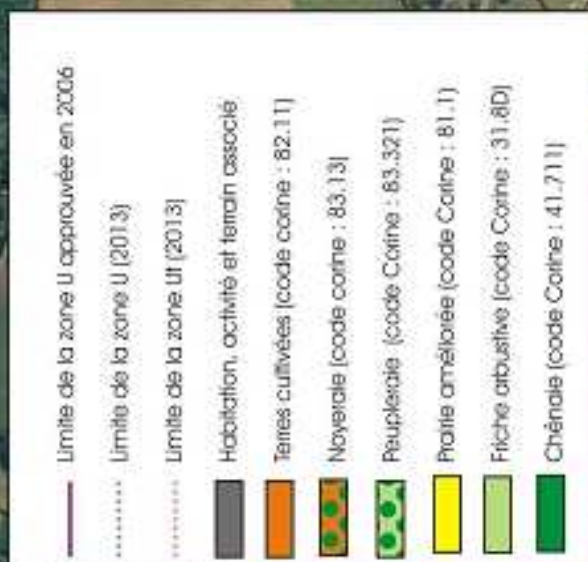 Limite de la zone U approuvée en 2006
Limite de la zone U (2013)
Limite de la zone Ut (2013)
Habitation, activité et terrain associé
Terres cultivées (code corine : 82.11)
Noyeraie (code corine : 83.13)
Peupleraie (code Corine : 83.321)
Prairie améliorée (code Corine : 81.1)
Friche arbustive (code Corine : 31.8D)
Chênaie (code Corine : 41.711)